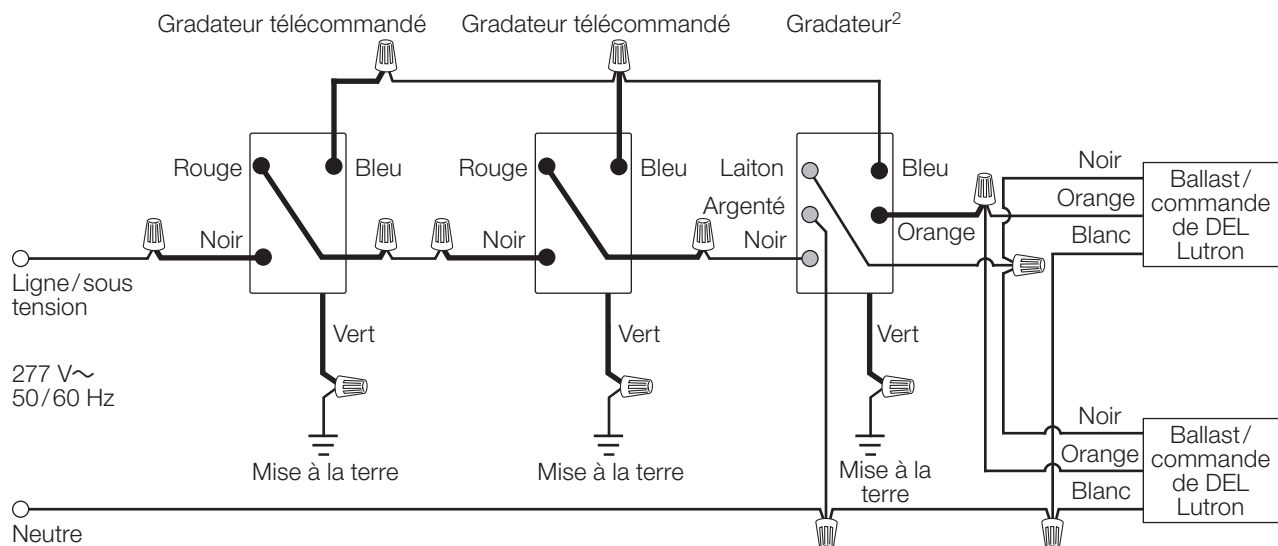 Gradateur télécommandé
Gradateur télécommandé
Gradateur2
Rouge
Bleu
Rouge
Bleu
Laiton
Bleu
Noir
Ballast/
commande
de DEL
Lutron
Argenté
Orange
Noir
Noir
Noir
Orange
Blanc
Ligne/sous
tension
Vert
Vert
Vert
277 V~
50/60 Hz
Noir
Ballast/
commande
de DEL
Lutron
Orange
Mise à la terre
Mise à la terre
Mise à la
terre
Blanc
Neutre